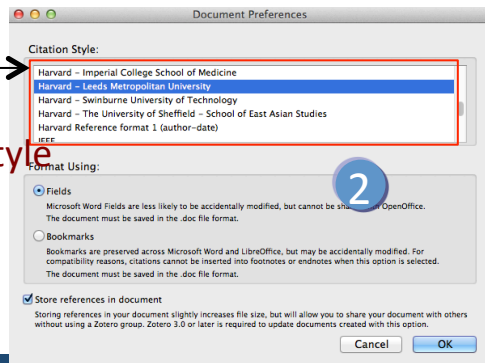 Document Preferences
Citation Style:
Harvard – Imperial College School of Medicine
Harvard – Leeds Metropolitan University
Harvard – Swinburne University of Technology
Harvard – The University of Sheffield – School of East Asian Studies
Harvard Reference format 1 (author-date)
IEEE
tyle
Format Using:
Fields
2
Microsoft Word Fields are less likely to be accidentally modified, but cannot be OpenOffice.
The document must be saved in the .doc file format.
Bookmarks
Bookmarks are preserved across Microsoft Word and LibreOffice, but may be accidentally modified. For
compatibility reasons, citations cannot be inserted into footnotes or endnotes when this option is selected.
The document must be saved in the .doc file format.
Store references in document
Storing references in your document slightly increases file size, but will allow you to share your document with others
without using a Zotero group. Zotero 3.0 or later is required to update documents created with this option.
Cancel
OK